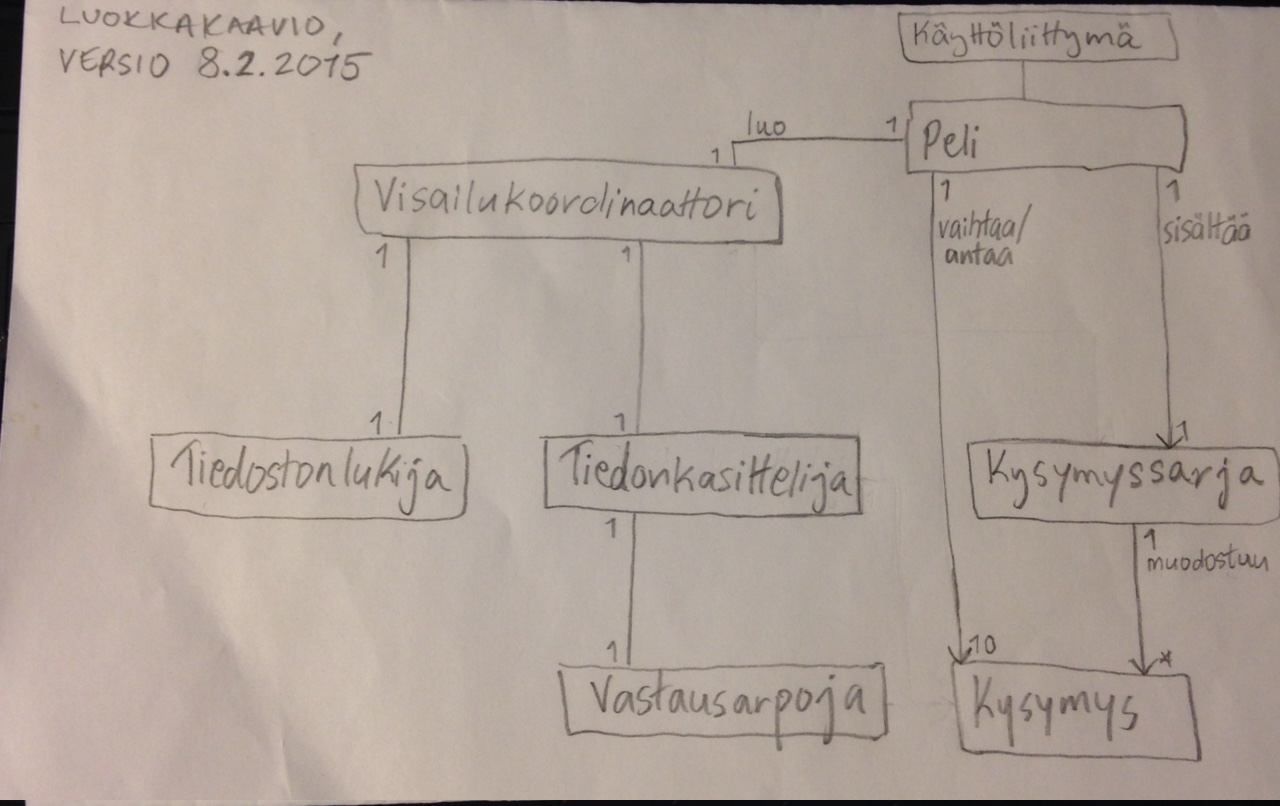 LUOKKAKAAVIO,
VERSIO 8.2.2015
Käyttöliittymä
luo
1
Peli
1
Visailukoordinaattori
1
vaihtaa/
antaa
1
sisältää
1
1
1
1
1
Tiedostonlukija
Tiedonkasittelija
Kysymyssarja
1
1
muodostuu
1
10
*
Vastausarpoja
Kysymys